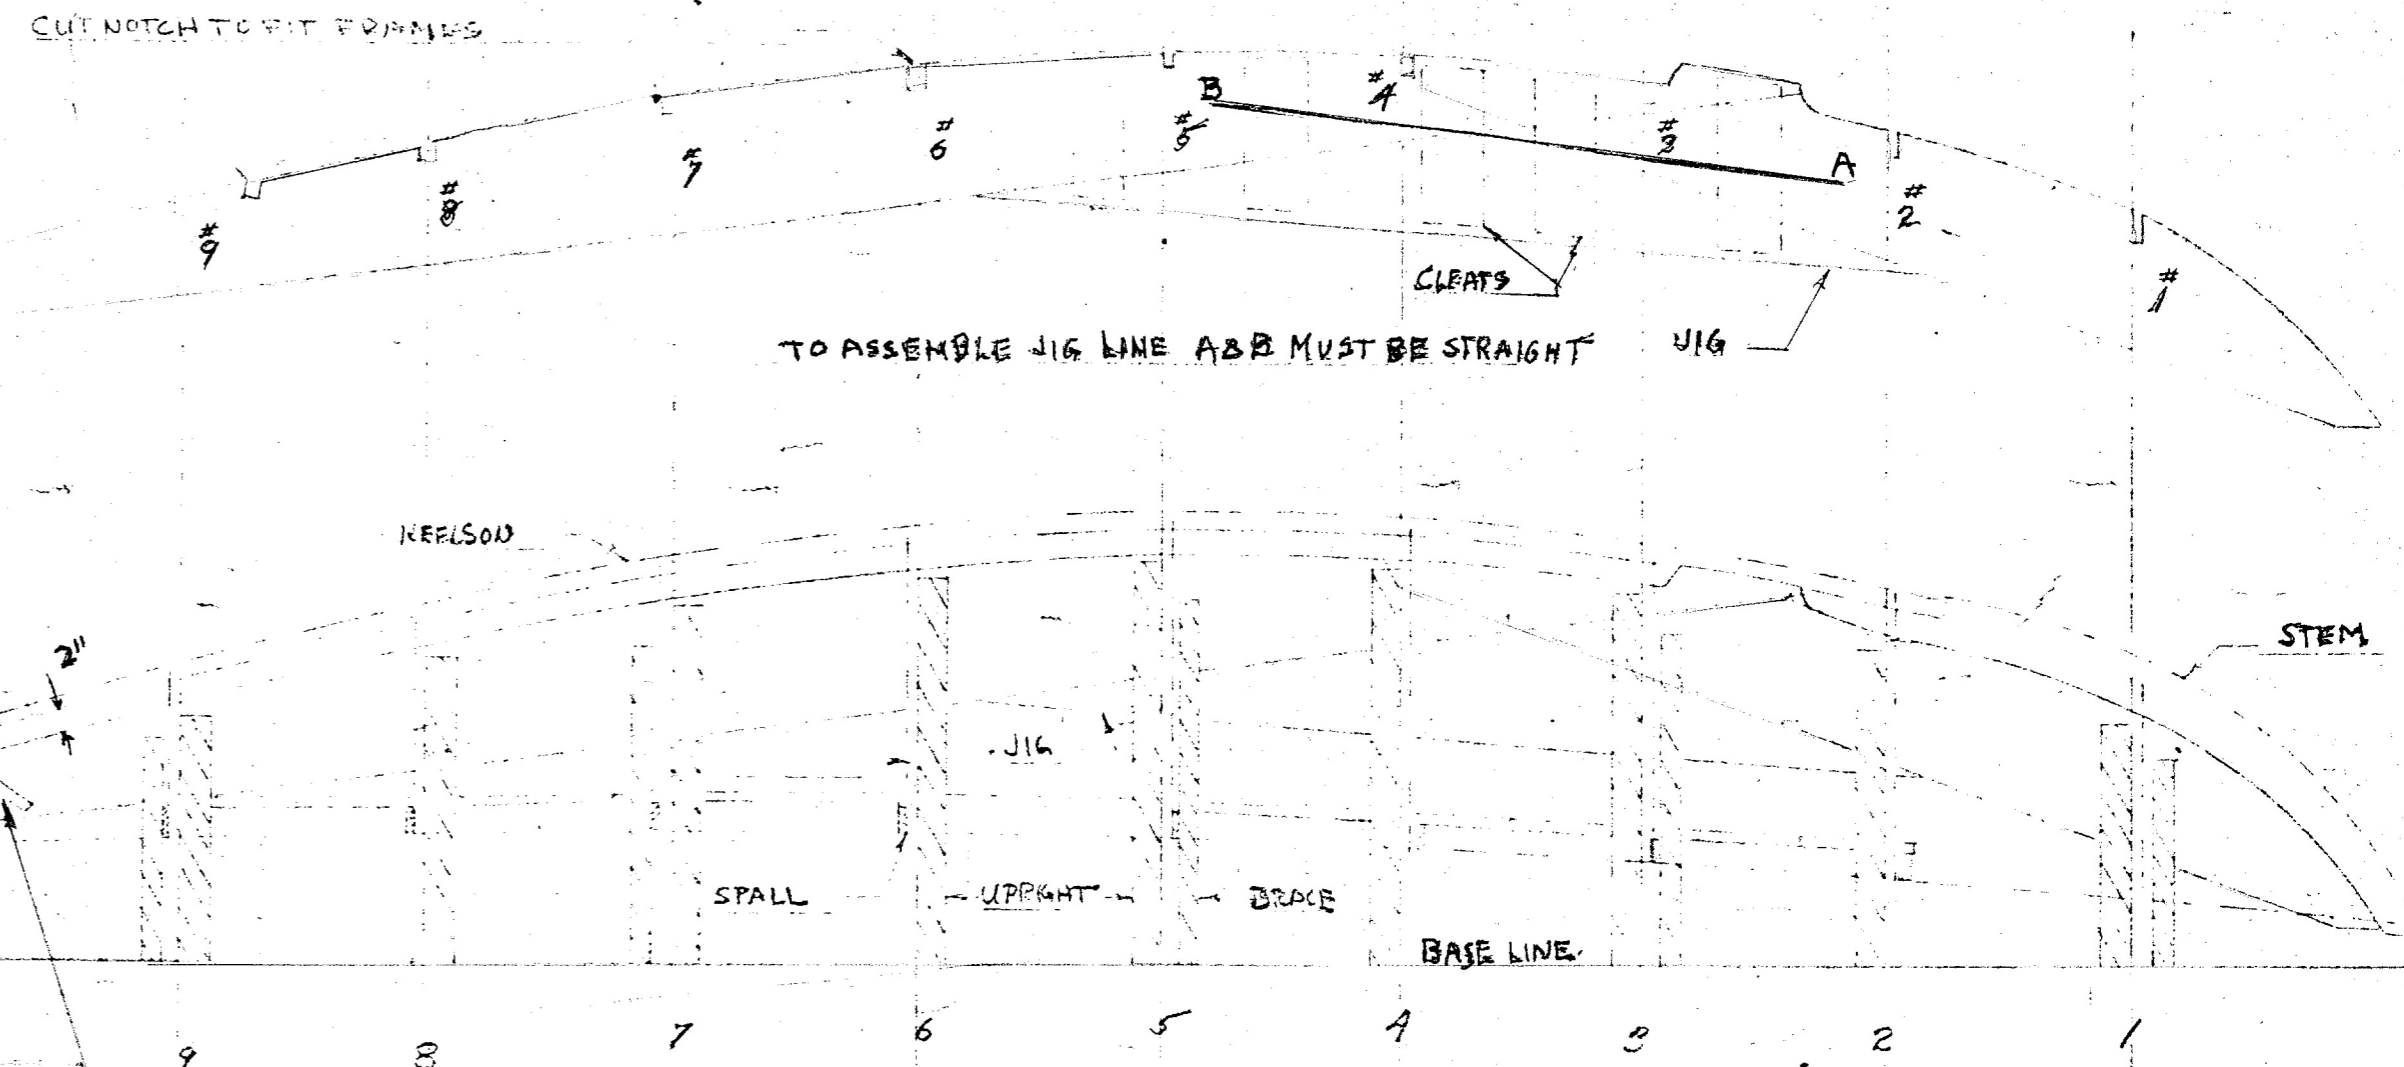 CUT NOTCH TO FIT FRAMES
B
#4
#3
A
#5
#6
#7
#8
#9
#2
#1
CLEATS
TO ASSEMBLE JIG LINE A&B MUST BE STRAIGHT
JIG
KEELSON
STEM
2"
JIG
SPALL
UPRIGHT
BRACE
BASE LINE.
9
8
7
6
5
4
3
2
1